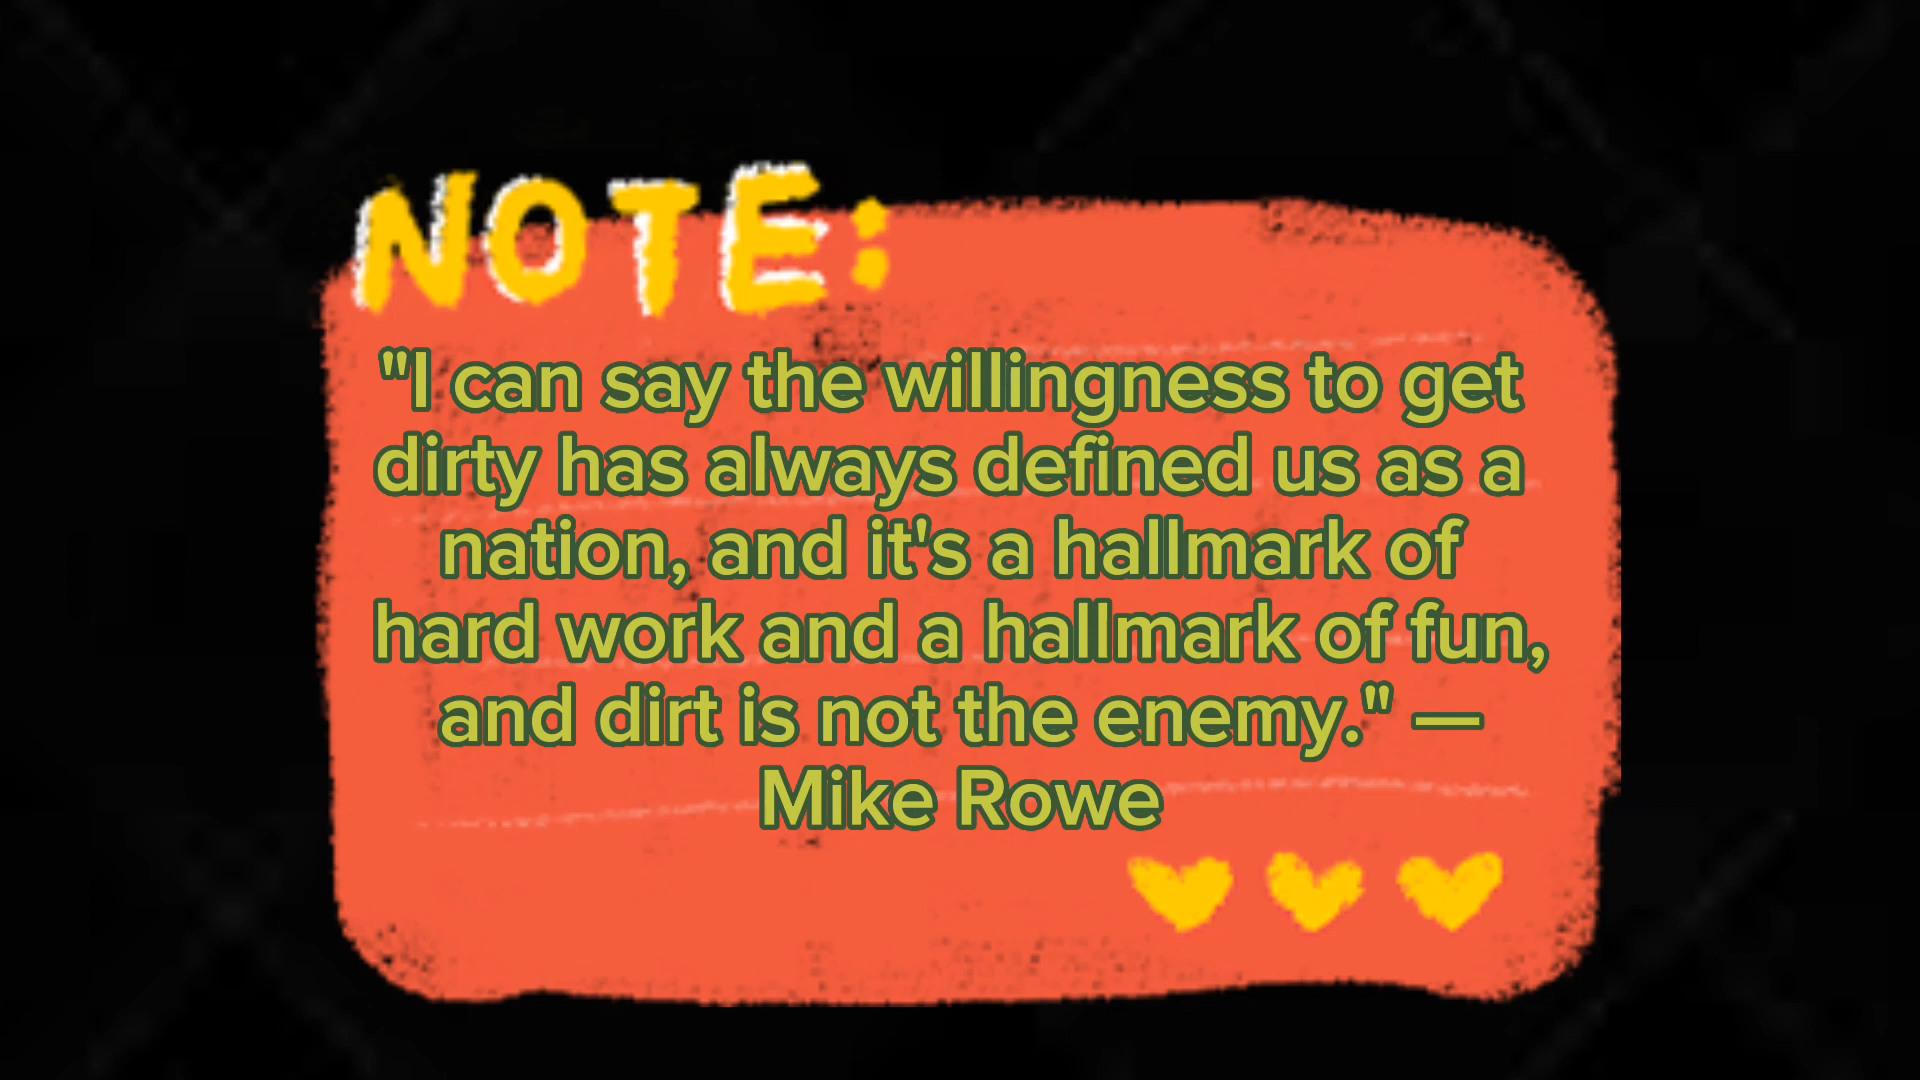 NOTE:
"I can say the willingness to get
dirty has always defined us as a
nation, and it's a hallmark of
hard work and a hallmark of fun,
and dirt is not the enemy." —
Mike Rowe